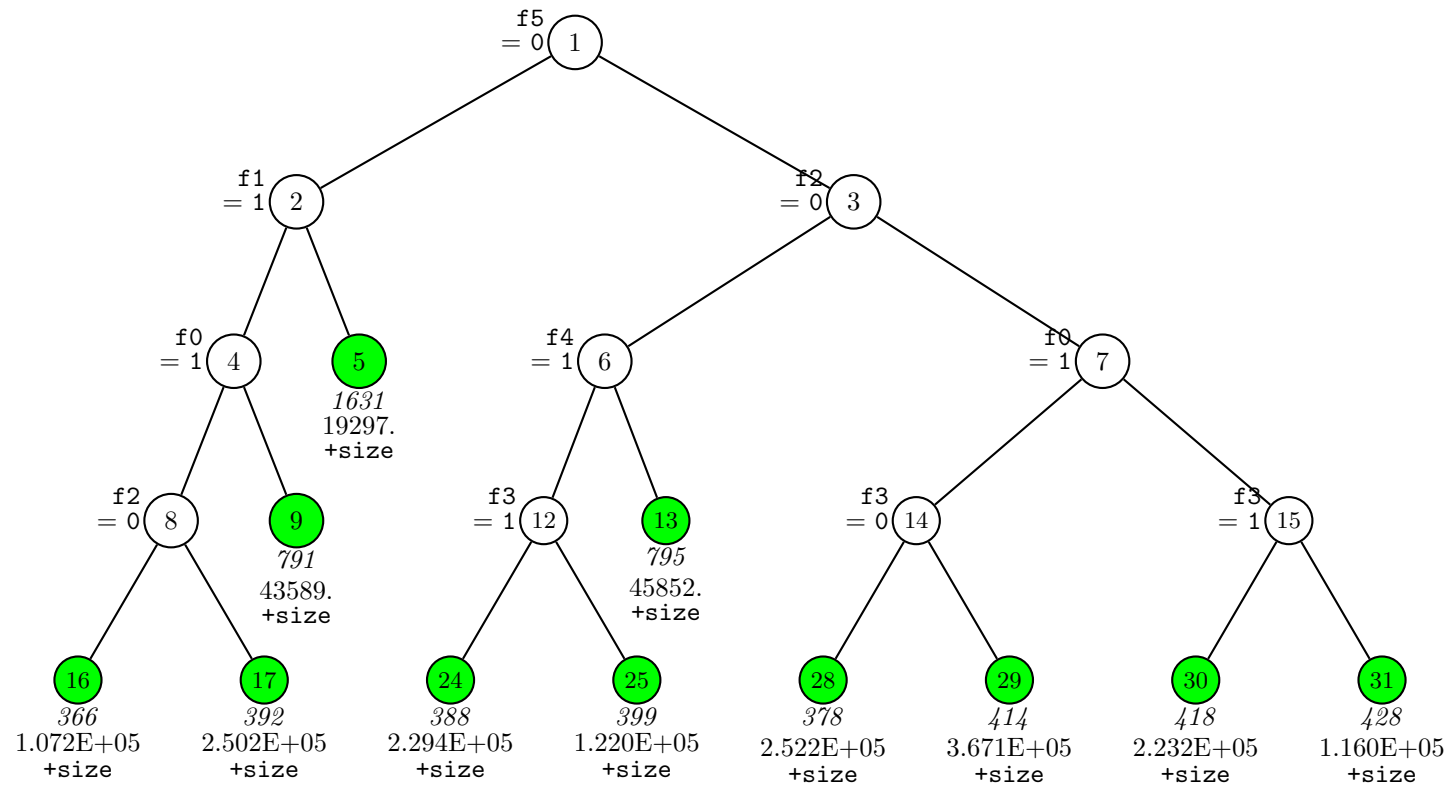 f5
= 0
1
f1
= 1
2
f2
= 0
3
f0
= 1
4
5
1631
19297.
+size
f4
= 1
6
f0
= 1
7
f2
= 0
8
9
791
43589.
+size
f3
= 1
12
13
795
45852.
+size
f3
= 0
14
f3
= 1
15
16
366
1.072E+05
+size
17
392
2.502E+05
+size
24
388
2.294E+05
+size
25
399
1.220E+05
+size
28
378
2.522E+05
+size
29
414
3.671E+05
+size
30
418
2.232E+05
+size
31
428
1.160E+05
+size